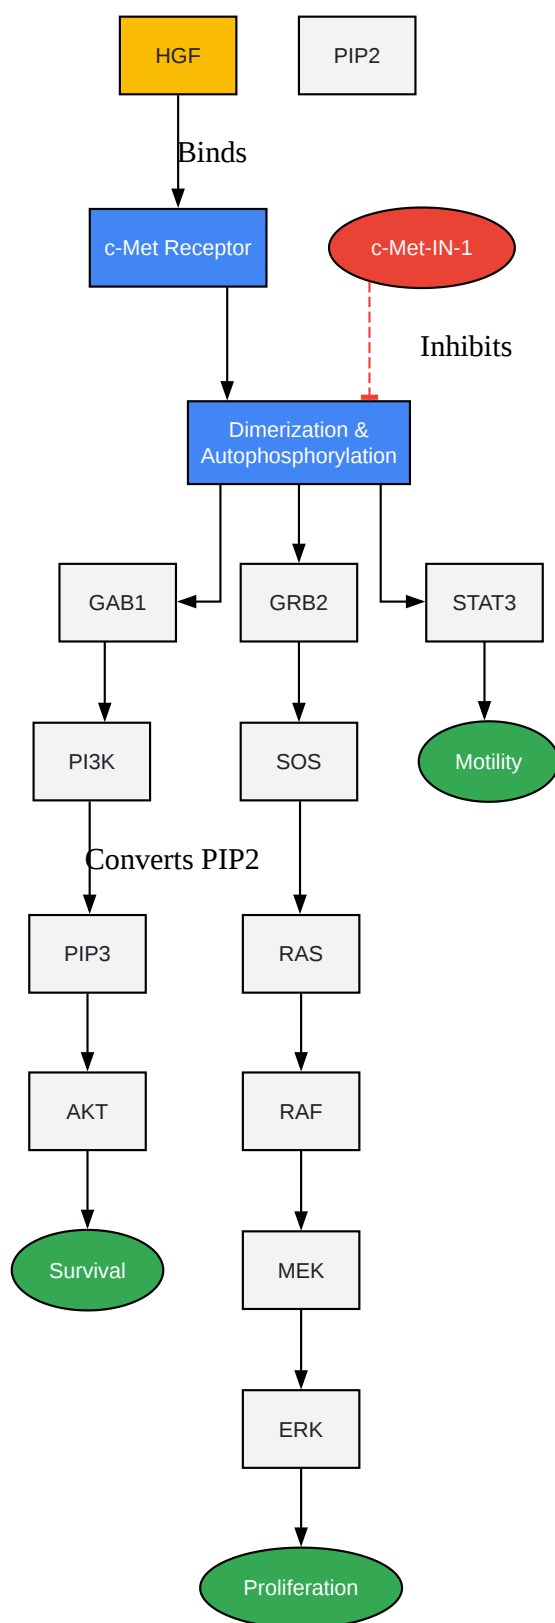 HGF
PIP2
Binds
c-Met Receptor
c-Met-IN-1
Inhibits
Dimerization &
Autophosphorylation
GAB1
GRB2
STAT3
PI3K
SOS
Motility
Converts PIP2
PIP3
RAS
AKT
RAF
Survival
MEK
ERK
Proliferation